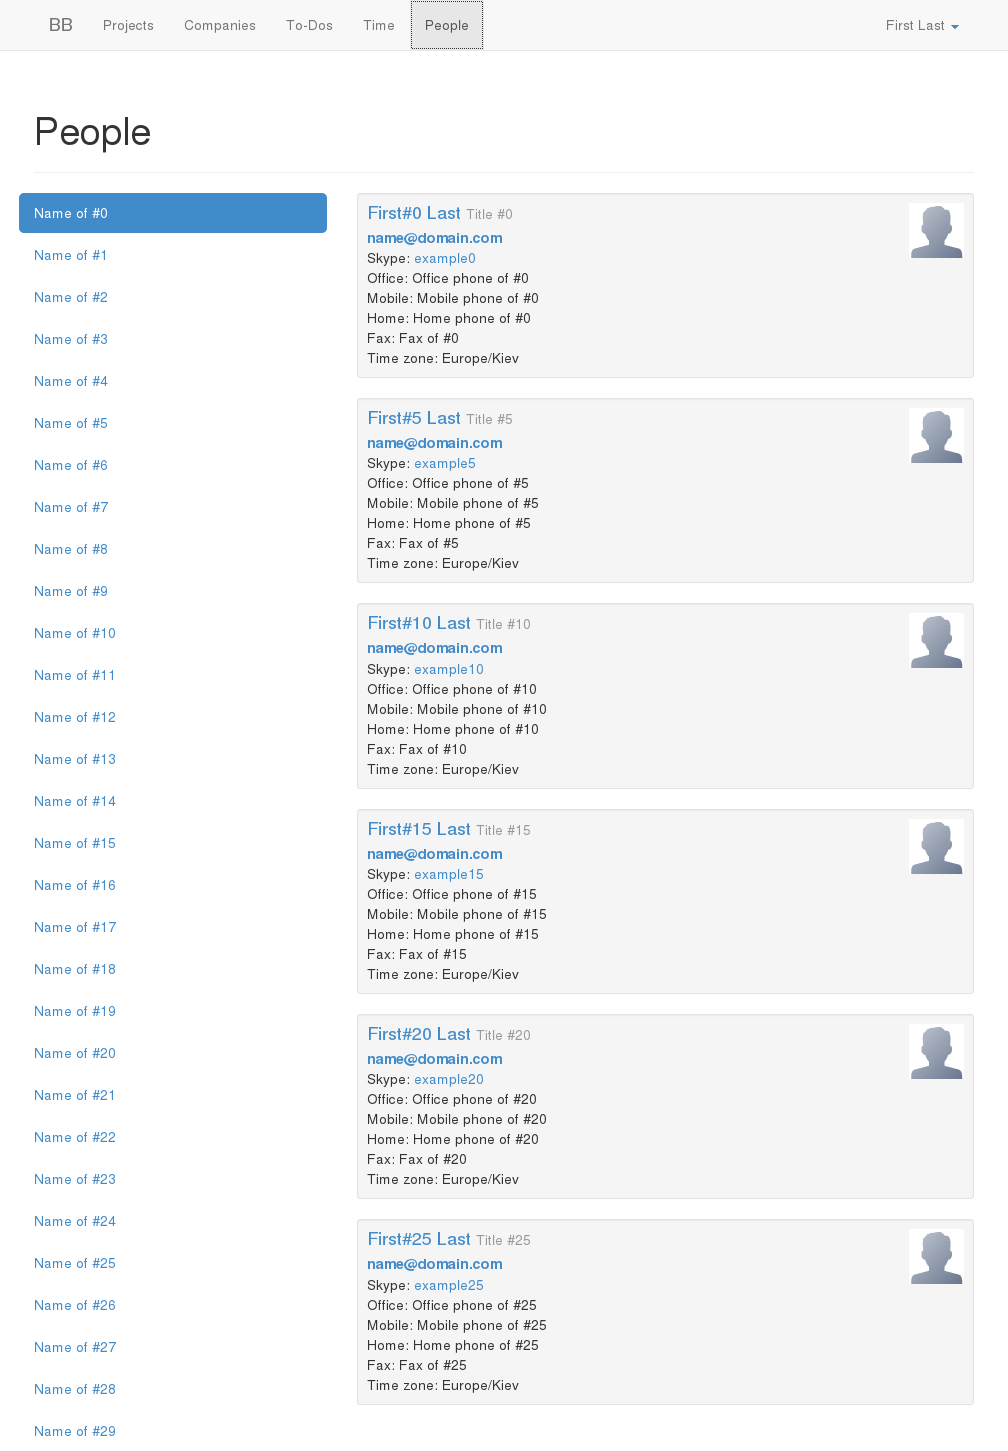 BB Projects Companies To-Dos Time People First Last
People
Name of #0
Name of #1
Name of #2
Name of #3
Name of #4
Name of #5
Name of #6
Name of #7
Name of #8
Name of #9
Name of #10
Name of #11
Name of #12
Name of #13
Name of #14
Name of #15
Name of #16
Name of #17
Name of #18
Name of #19
Name of #20
Name of #21
Name of #22
Name of #23
Name of #24
Name of #25
Name of #26
Name of #27
Name of #28
Name of #29
First#0 Last Title #0
name@domain.com
Skype: example0
Office: Office phone of #0
Mobile: Mobile phone of #0
Home: Home phone of #0
Fax: Fax of #0
Time zone: Europe/Kiev
First#5 Last Title #5
name@domain.com
Skype: example5
Office: Office phone of #5
Mobile: Mobile phone of #5
Home: Home phone of #5
Fax: Fax of #5
Time zone: Europe/Kiev
First#10 Last Title #10
name@domain.com
Skype: example10
Office: Office phone of #10
Mobile: Mobile phone of #10
Home: Home phone of #10
Fax: Fax of #10
Time zone: Europe/Kiev
First#15 Last Title #15
name@domain.com
Skype: example15
Office: Office phone of #15
Mobile: Mobile phone of #15
Home: Home phone of #15
Fax: Fax of #15
Time zone: Europe/Kiev
First#20 Last Title #20
name@domain.com
Skype: example20
Office: Office phone of #20
Mobile: Mobile phone of #20
Home: Home phone of #20
Fax: Fax of #20
Time zone: Europe/Kiev
First#25 Last Title #25
name@domain.com
Skype: example25
Office: Office phone of #25
Mobile: Mobile phone of #25
Home: Home phone of #25
Fax: Fax of #25
Time zone: Europe/Kiev